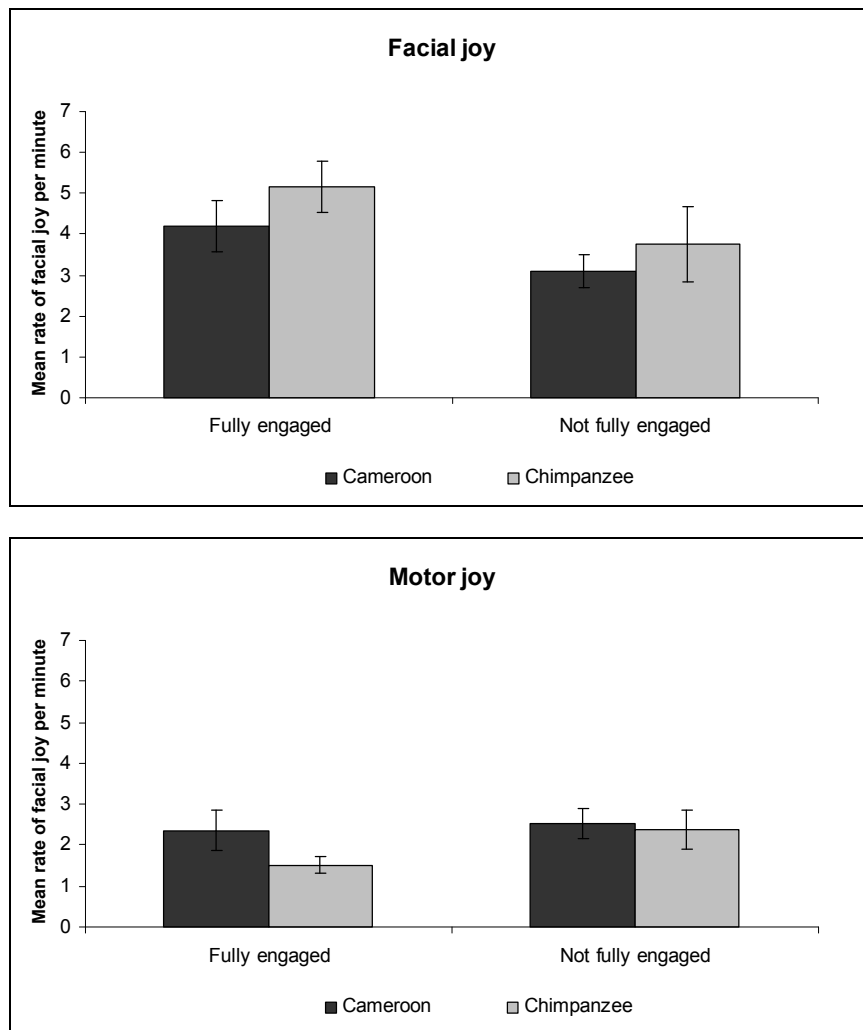 Facial joy
Mean rate of facial joy per minute
7
6
5
4
3
2
1
0
Fully engaged Not fully engaged
Cameroon Chimpanzee
Motor joy
Mean rate of facial joy per minute
7
6
5
4
3
2
1
0
Fully engaged Not fully engaged
Cameroon Chimpanzee